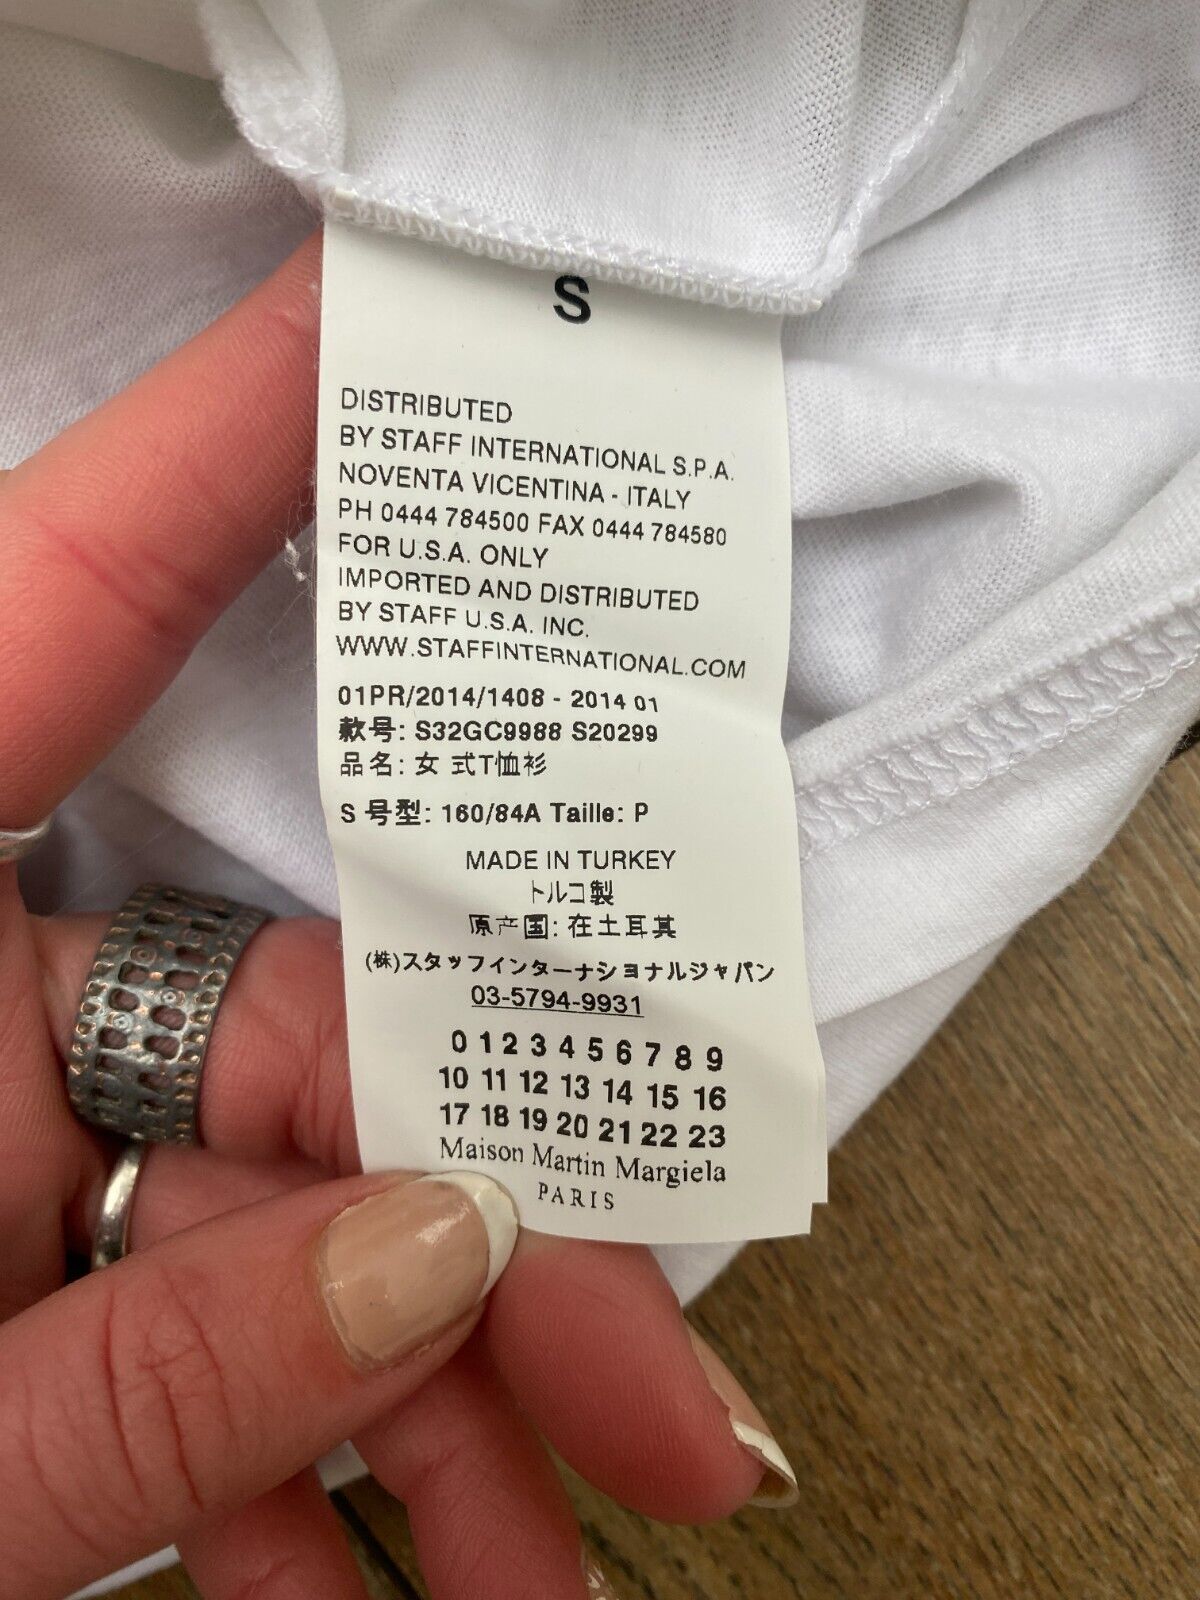 S
DISTRIBUTED
BY STAFF INTERNATIONAL S.P.A.
NOVENTA VICENTINA - ITALY
PH 0444 784500 FAX 0444 784580
FOR U.S.A. ONLY
IMPORTED AND DISTRIBUTED
BY STAFF U.S.A. INC.
WWW.STAFFINTERNATIONAL.COM
01PR/2014/1408 - 2014 01
款号: S32GC9988 S20299
品名: 女 式T恤衫
S 号型: 160/84A Taille: P
MADE IN TURKEY
トルコ製
原产国: 在土耳其
(株)スタッフインターナショナルジャパン
03-5794-9931
0 1 2 3 4 5 6 7 8 9
10 11 12 13 14 15 16
17 18 19 20 21 22 23
Maison Martin Margiela
PARIS